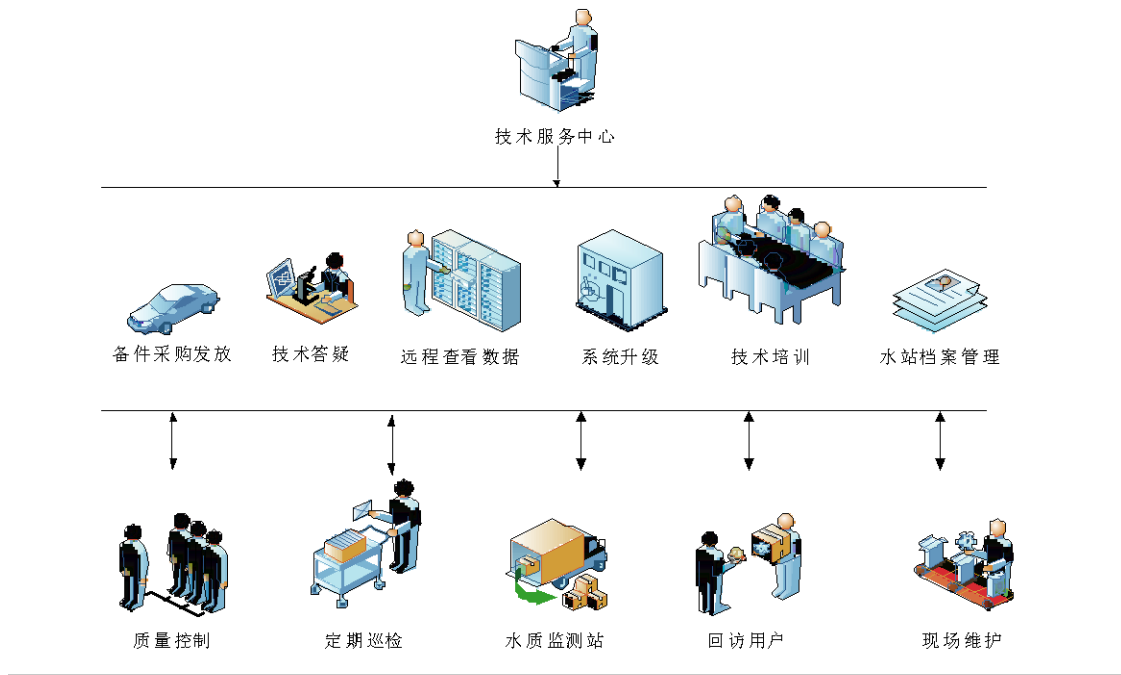 技术服务中心
备件采购发放
技术答疑
远程查看数据
系统升级
技术培训
水站档案管理
质量控制
定期巡检
水质监测站
回访用户
现场维护